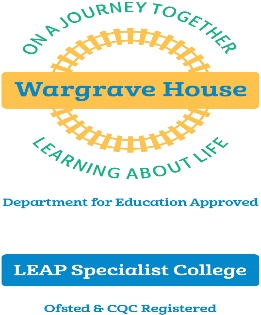 ON A JOURNEY TOGETHER
Wargrave House
LEARNING ABOUT LIFE
Department for Education Approved
LEAP Specialist College
Ofsted & CQC Registered